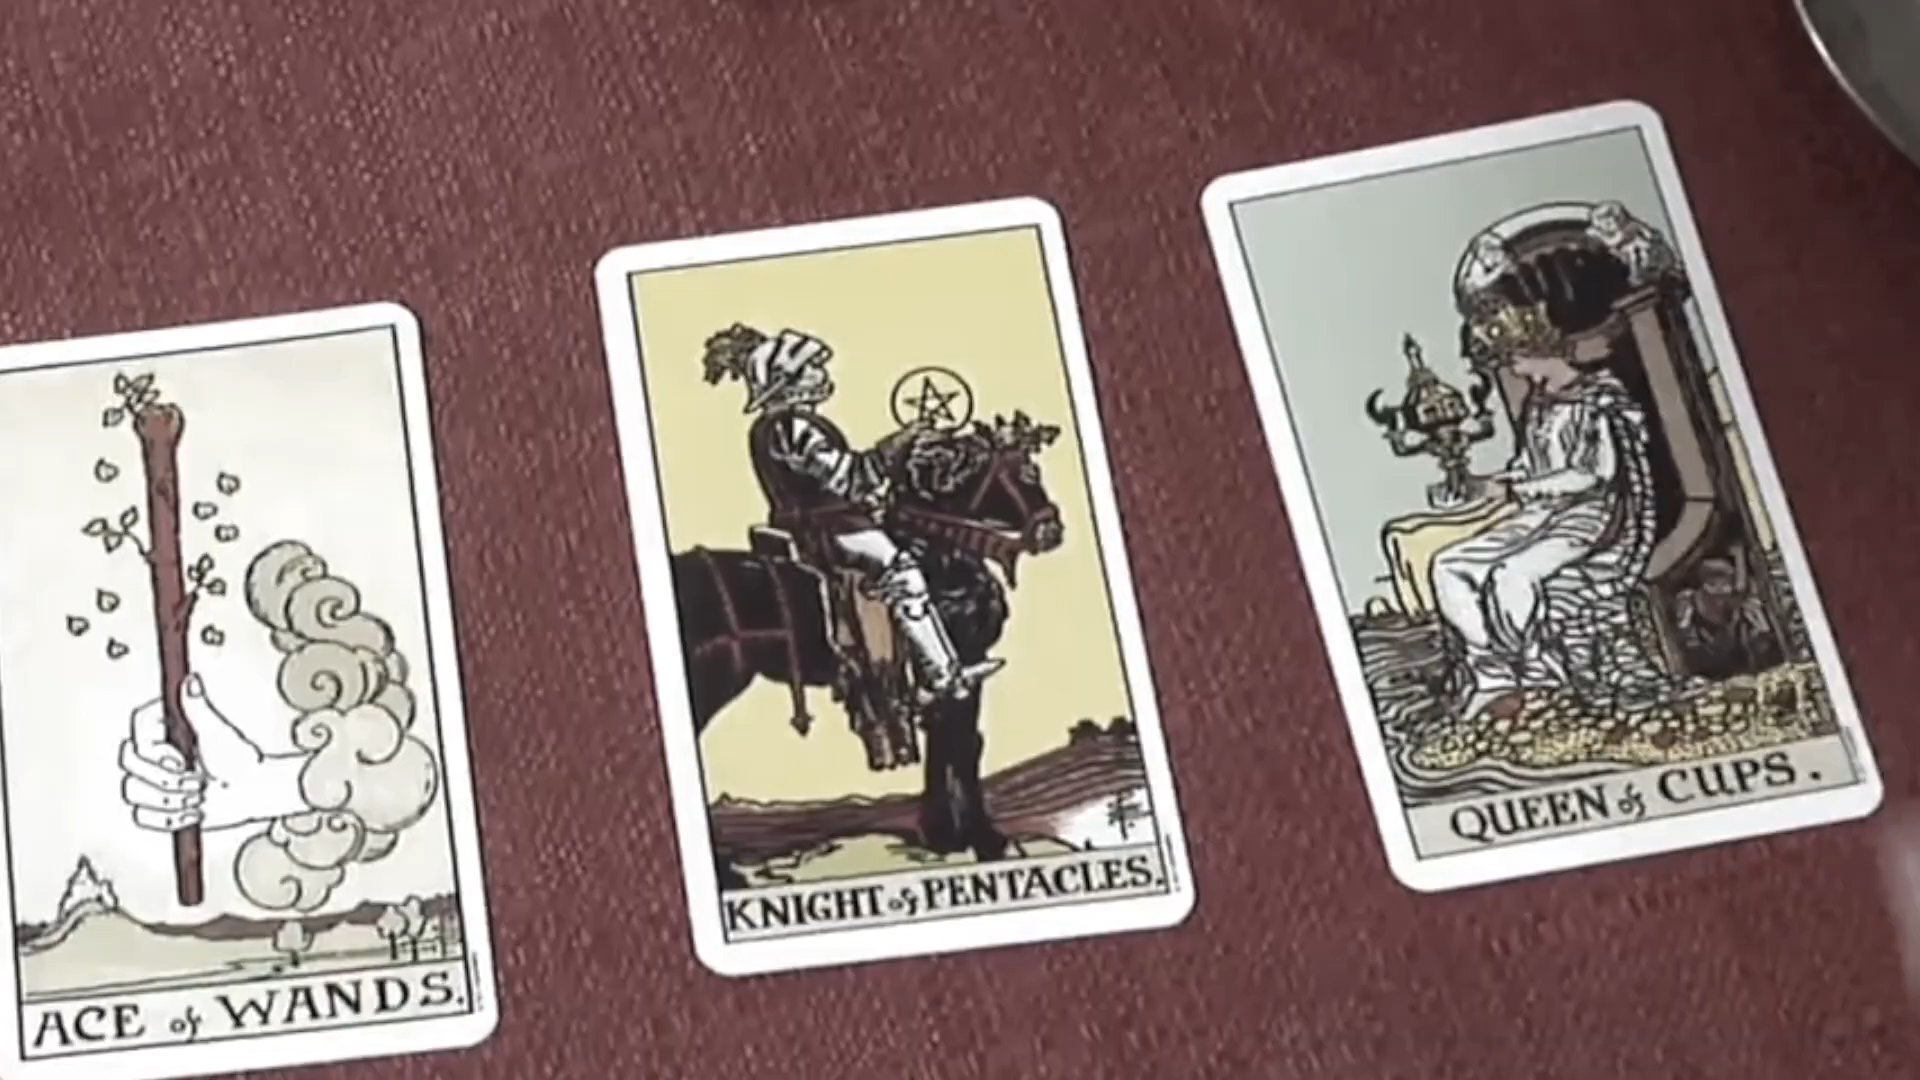 ACE of WANDS.
KNIGHT of PENTACLES.
QUEEN of CUPS.